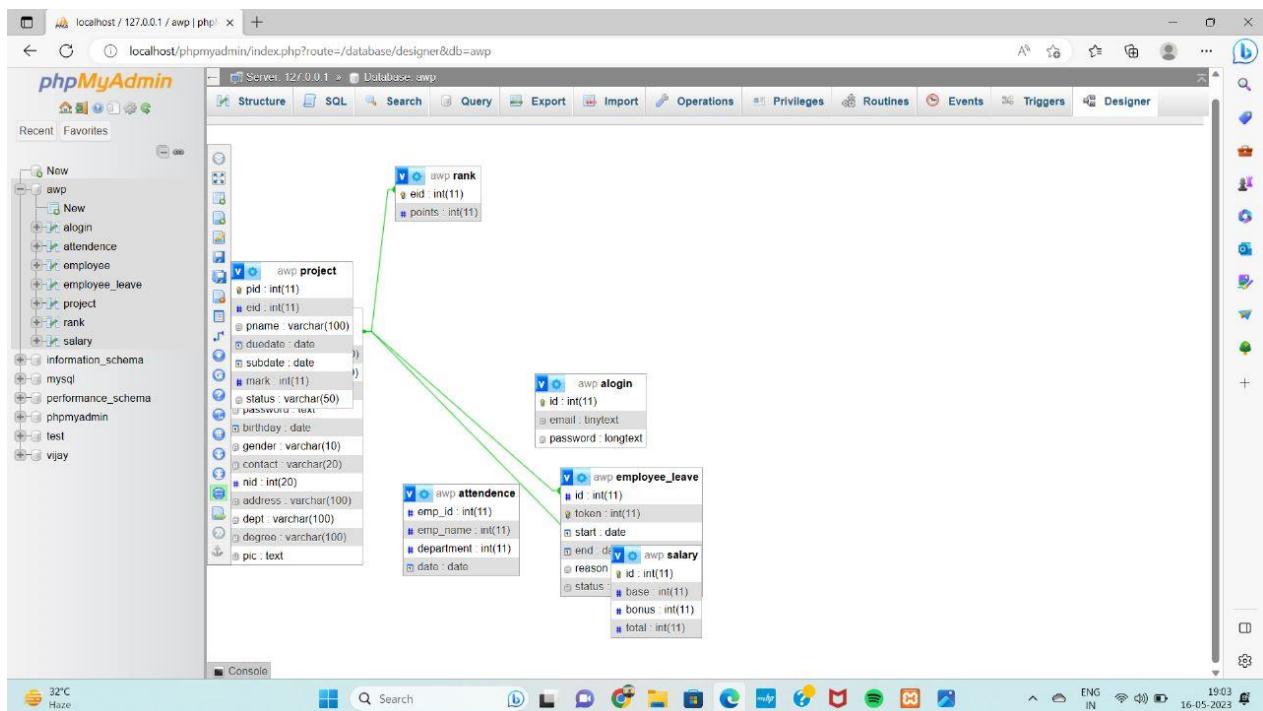 localhost / 127.0.0.1 / awp | php
localhost/phpmyadmin/index.php?route=/database/designer&db=awp
phpMyAdmin
Recent Favorites
New
awp
New
alogin
attendence
employee
employee_leave
project
rank
salary
information_schema
mysql
performance_schema
phpmyadmin
test
vijay
Server: 127.0.0.1 » Database: awp
Structure SQL Search Query Export Import Operations Privileges Routines Events Triggers Designer
awp rank
eid : int(11)
points : int(11)
awp project
pid : int(11)
eid : int(11)
pname : varchar(100)
duedate : date
subdate : date
mark : int(11)
status : varchar(50)
password : text
birthday : date
gender : varchar(10)
contact : varchar(20)
nid : int(20)
address : varchar(100)
dept : varchar(100)
degree : varchar(100)
pic : text
awp alogin
id : int(11)
email : tinytext
password : longtext
awp attendence
emp_id : int(11)
emp_name : int(11)
department : int(11)
date : date
awp employee_leave
id : int(11)
token : int(11)
start : date
end : da
reason
status :
awp salary
id : int(11)
base : int(11)
bonus : int(11)
total : int(11)
Console
32°C
Haze
Search
ENG
IN
19:03
16-05-2023